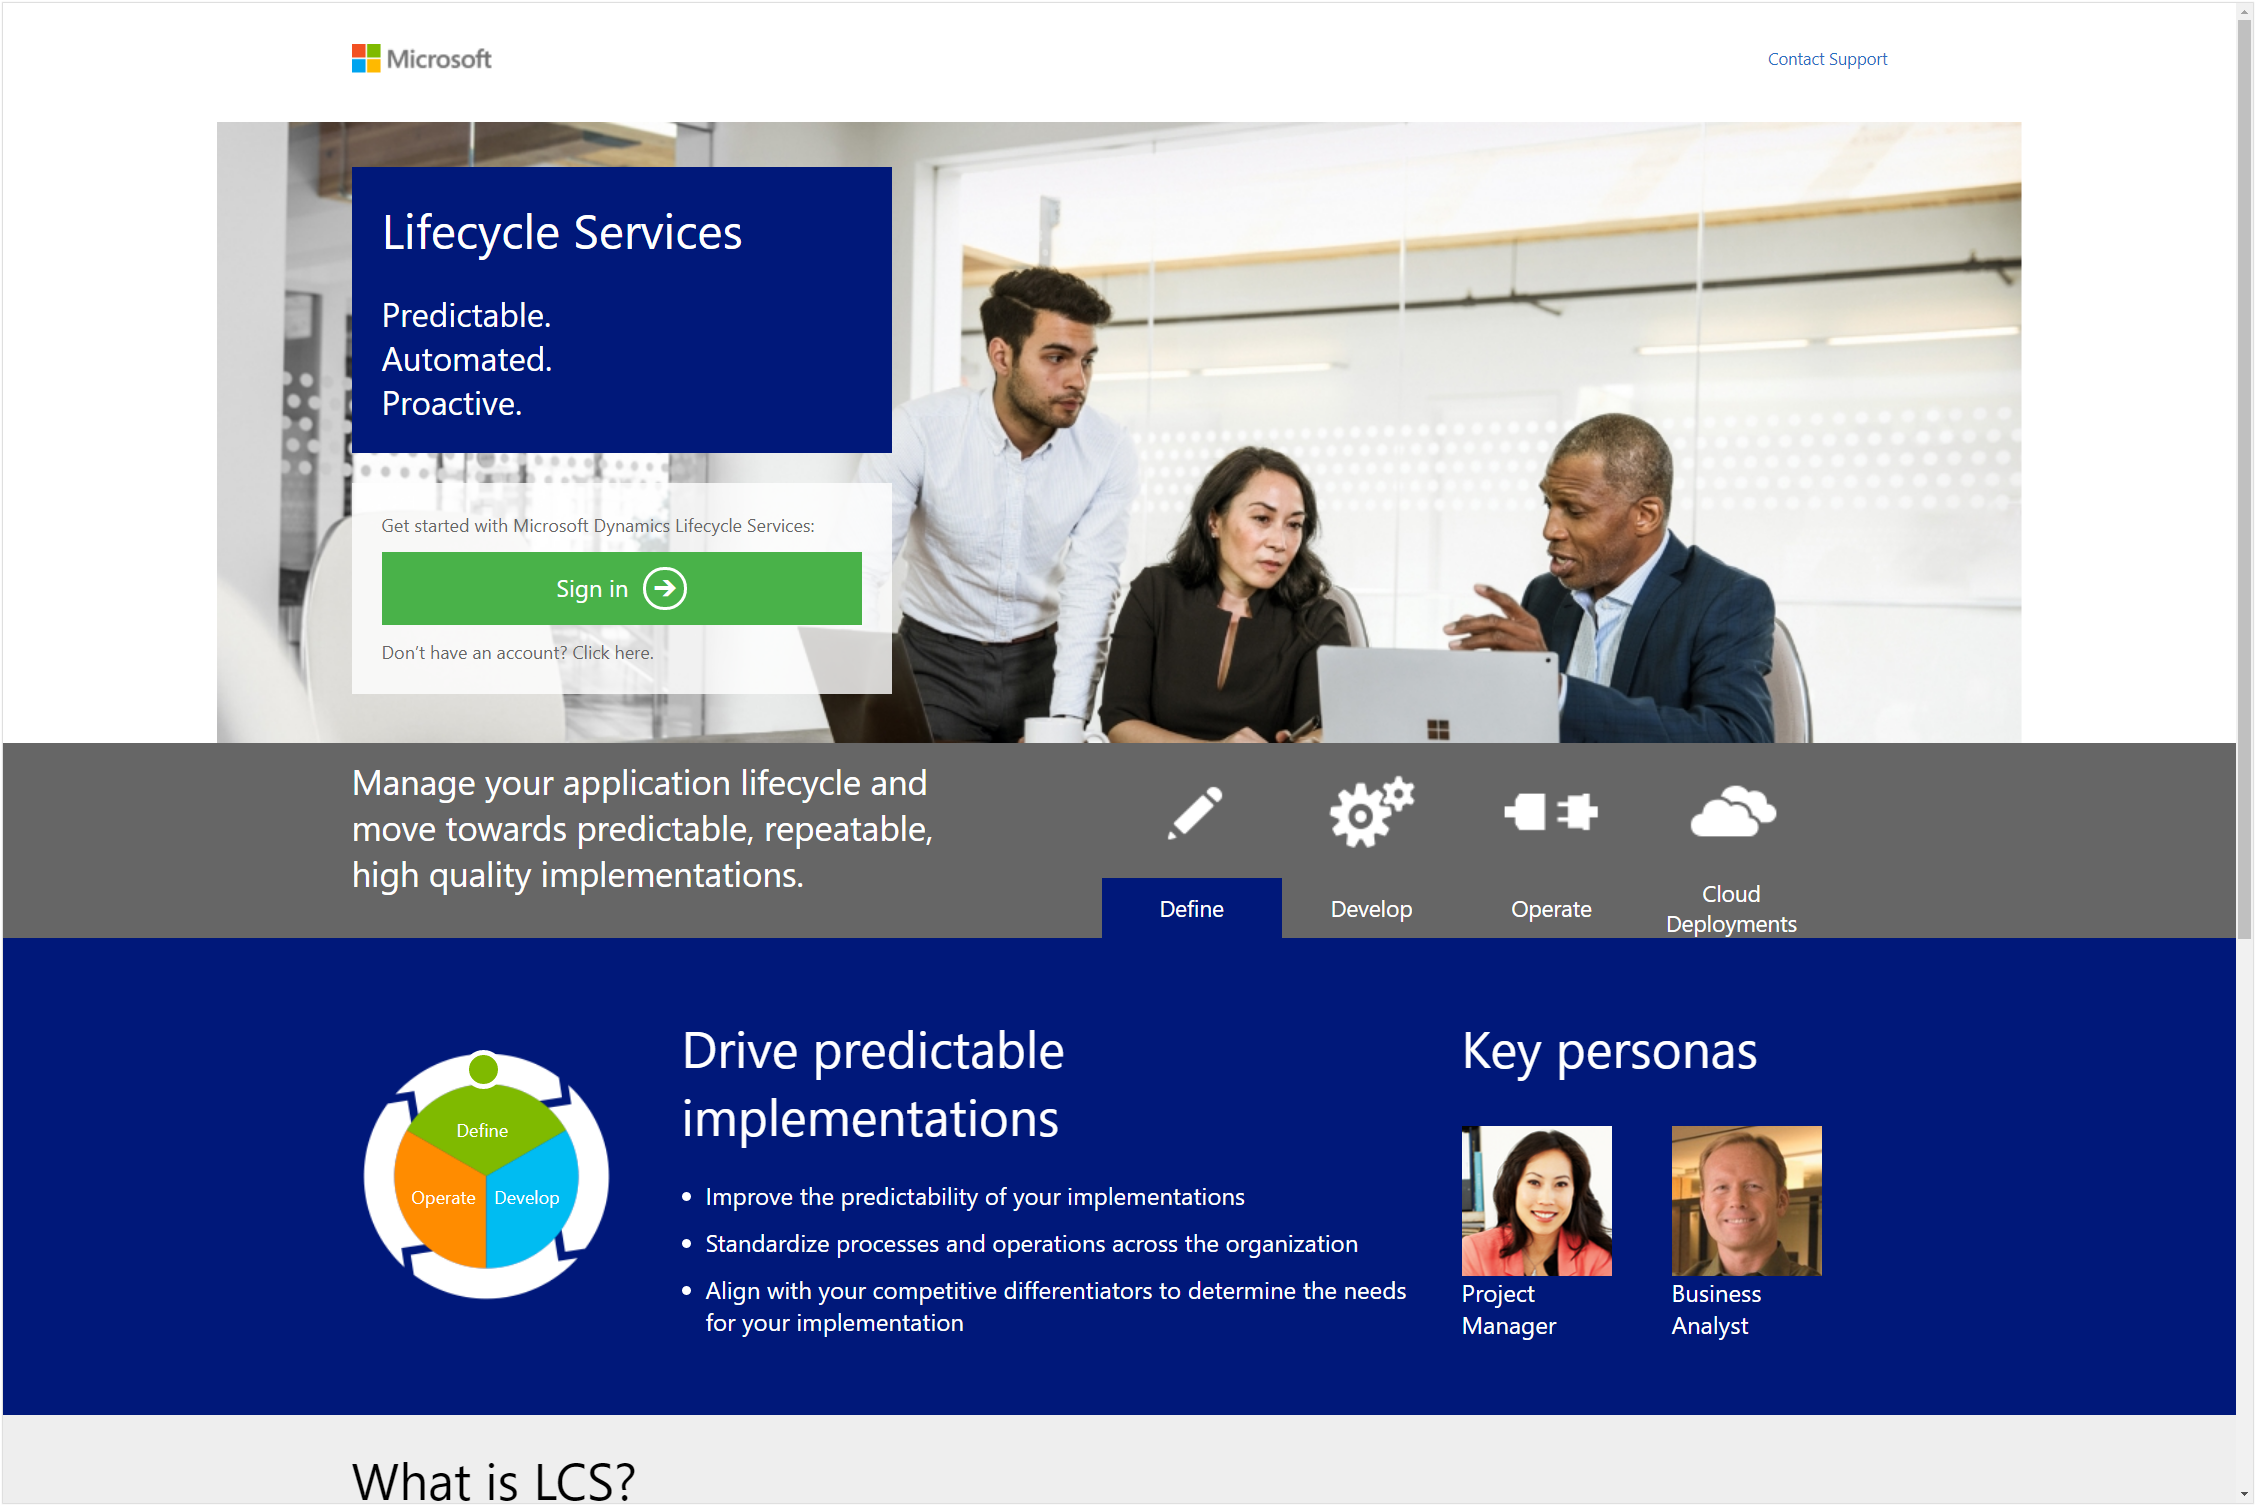 Microsoft
Contact Support
Lifecycle Services
Predictable.
Automated.
Proactive.
Get started with Microsoft Dynamics Lifecycle Services:
Sign in
Don't have an account? Click here.
Manage your application lifecycle and
move towards predictable, repeatable,
high quality implementations.
Define
Develop
Operate
Cloud
Deployments
Define
Operate
Develop
Drive predictable
implementations
Improve the predictability of your implementations
Standardize processes and operations across the organization
Align with your competitive differentiators to determine the needs
for your implementation
Key personas
Project
Manager
Business
Analyst
What is LCS?